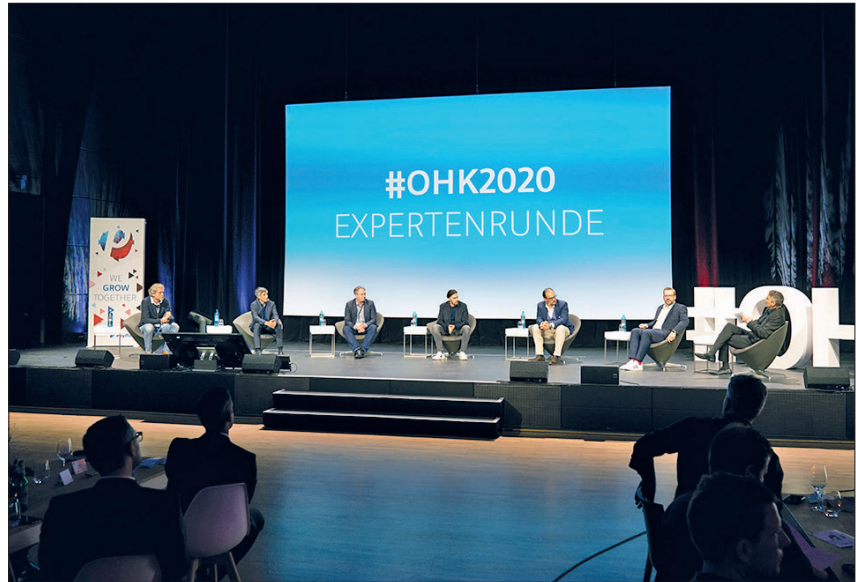 #OHK2020
EXPERTENRUNDE
WE
GROW
TOGETHER
#OH